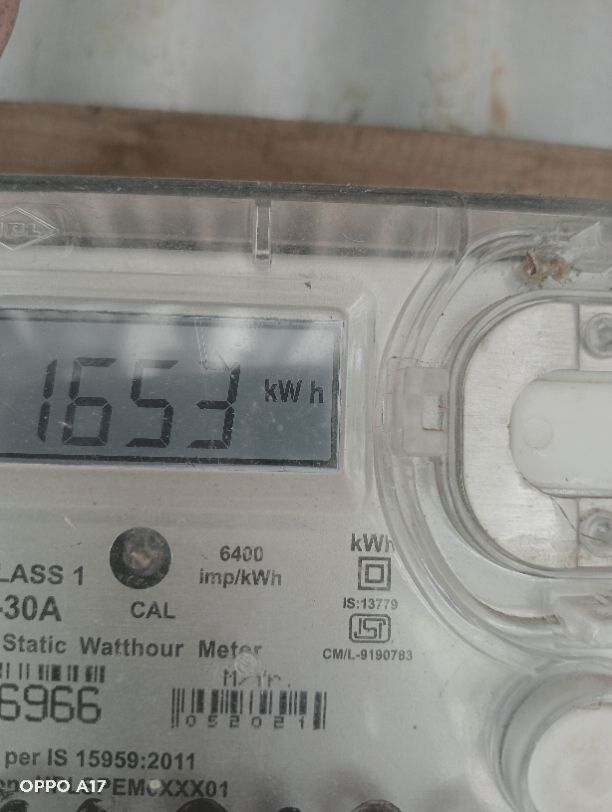 1653 kWh
6400
imp/kWh
kWh
LASS 1
-30A
CAL
IS:13779
Static Watthour Meter
CM/L-9190783
M/Yr.
6966
052021
per IS 15959:2011
OPPO A17